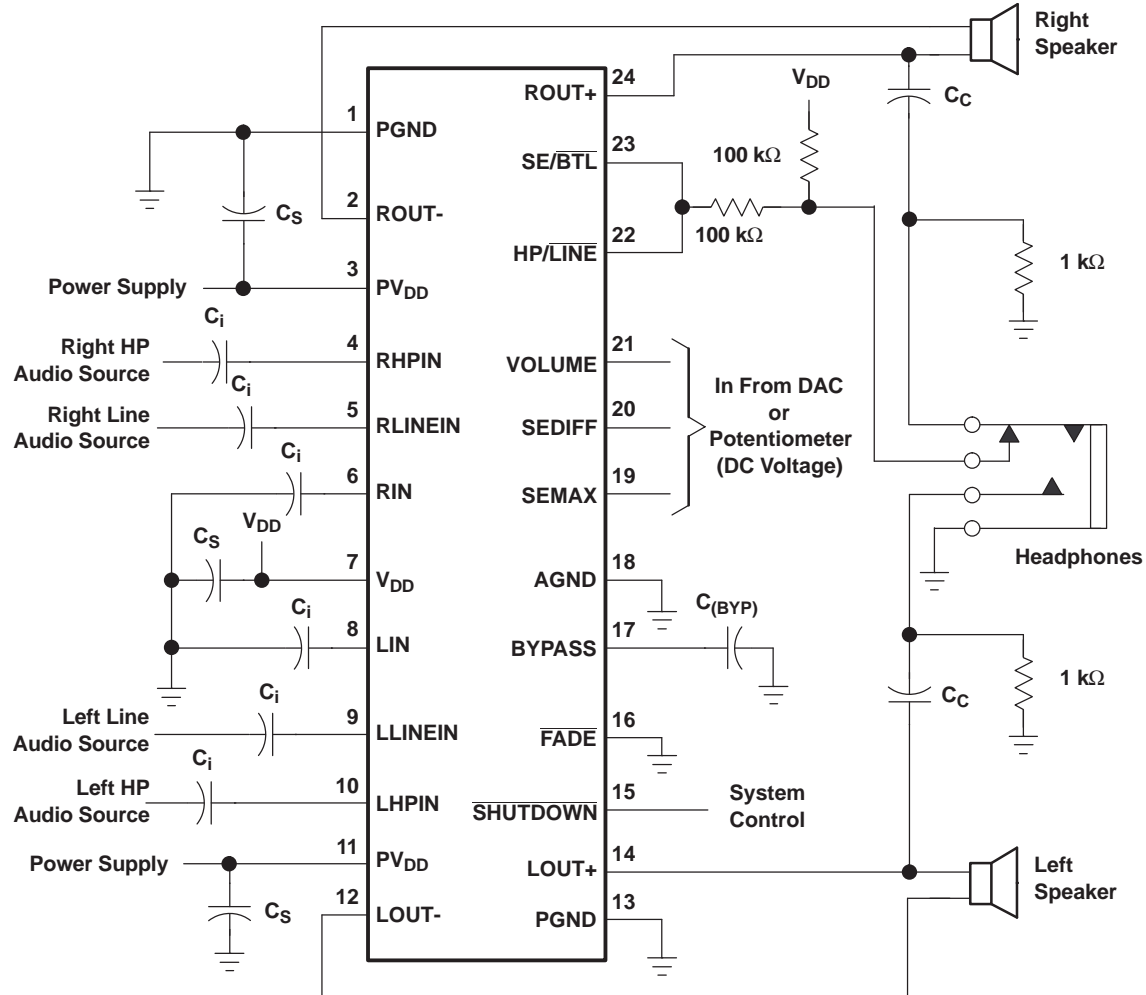 Right
Speaker
24
ROUT+
V_DD
C_C
1
PGND
23
SE/BTL
100 kΩ
2
ROUT-
C_S
100 kΩ
22
HP/LINE
1 kΩ
3
Power Supply
PV_DD
C_i
Right HP
Audio Source
4
RHPIN
21
VOLUME
C_i
Right Line
Audio Source
5
RLINEIN
20
SEDIFF
In From DAC
or
Potentiometer
(DC Voltage)
C_i
6
RIN
19
SEMAX
V_DD
C_S
7
V_DD
18
AGND
Headphones
C_i
8
LIN
17
BYPASS
C_(BYP)
C_i
Left Line
Audio Source
9
LLINEIN
16
FADE
C_C
1 kΩ
C_i
Left HP
Audio Source
10
LHPIN
15
SHUTDOWN
System
Control
11
Power Supply
PV_DD
14
LOUT+
Left
Speaker
12
LOUT-
C_S
13
PGND